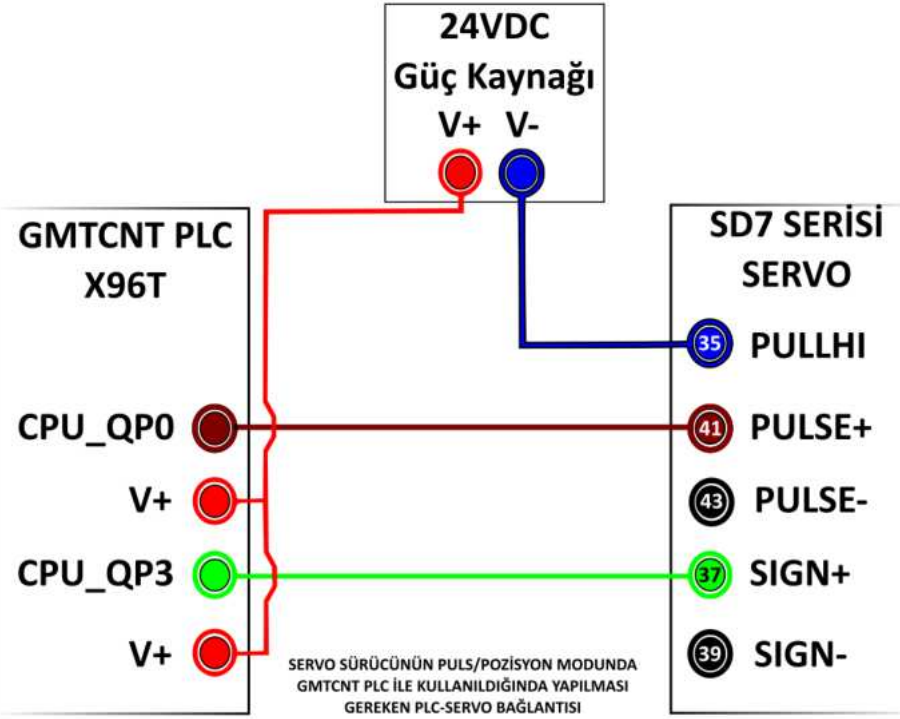 24VDC
Güç Kaynağı
V+ V-
GMTCNT PLC
X96T
SD7 SERİSİ
SERVO
35 PULLHI
CPU_QP0
41 PULSE+
V+
43 PULSE-
CPU_QP3
37 SIGN+
V+
39 SIGN-
SERVO SÜRÜCÜNÜN PULS/POZİSYON MODUNDA
GMTCNT PLC İLE KULLANILDIĞINDA YAPILMASI
GEREKEN PLC-SERVO BAĞLANTISI